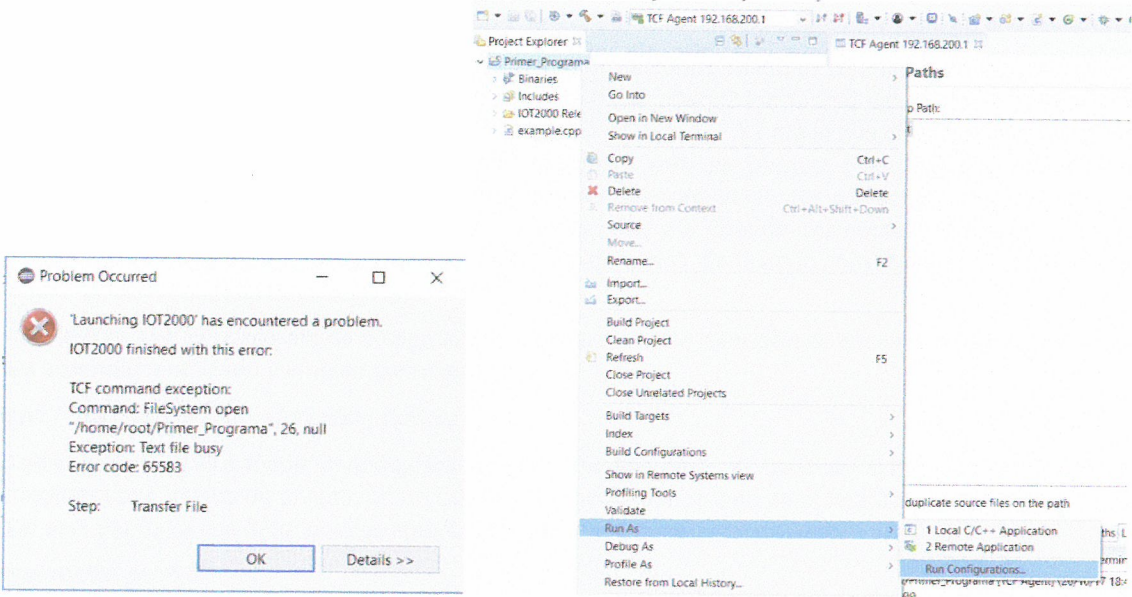 Problem Occurred
'Launching IOT2000' has encountered a problem.
IOT2000 finished with this error:
TCF command exception:
Command: FileSystem open
"/home/root/Primer_Programa", 26, null
Exception: Text file busy
Error code: 65583
Step: Transfer File
OK
Details >>
TCF Agent 192.168.200.1
Project Explorer
TCF Agent 192.168.200.1
Primer_Programa
Binaries
Includes
IOT2000 Rele
example.cpp
Paths
p Path:
New
Go Into
Open in New Window
Show in Local Terminal
Copy Ctrl+C
Paste Ctrl+V
Delete Delete
Remove from Context Ctrl+Alt+Shift+Down
Source
Move...
Rename... F2
Import...
Export...
Build Project
Clean Project
Refresh F5
Close Project
Close Unrelated Projects
Build Targets
Index
Build Configurations
Show in Remote Systems view
Profiling Tools
Validate
Run As
Debug As
Profile As
Restore from Local History...
duplicate source files on the path
1 Local C/C++ Application
2 Remote Application
Run Configurations...